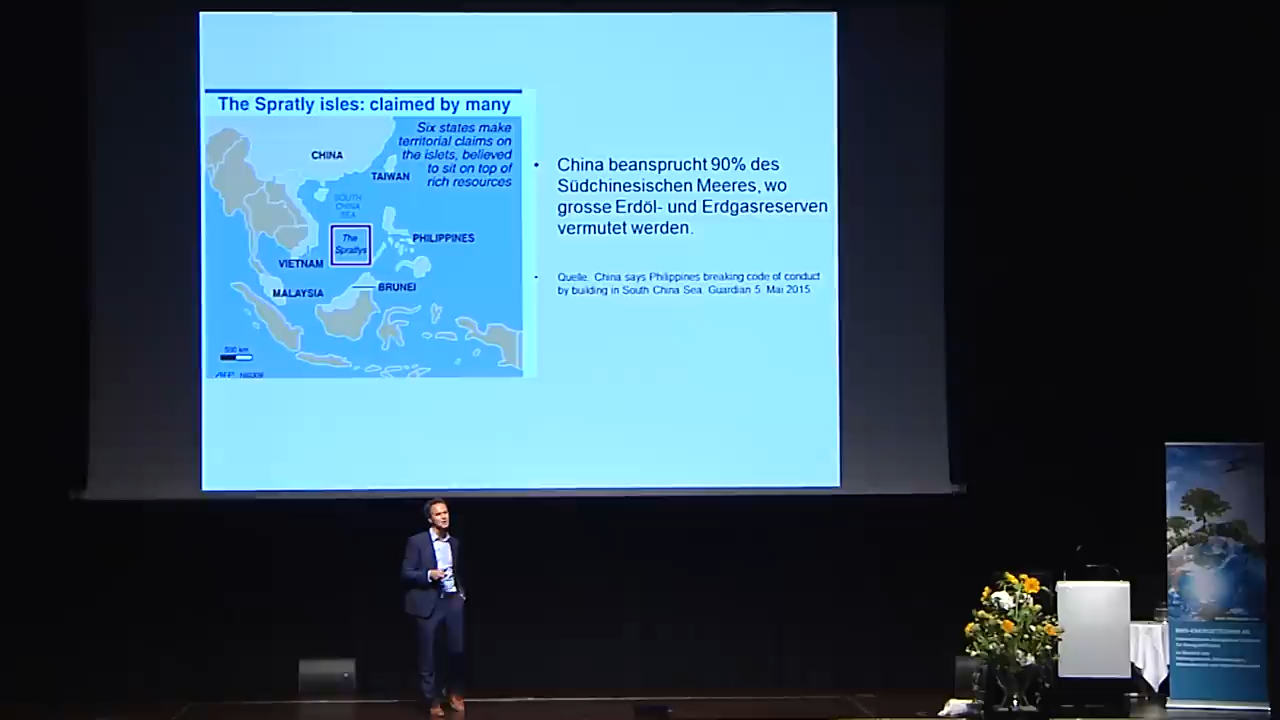 The Spratly isles: claimed by many
Six states make
territorial claims on
the islets, believed
to sit on top of
rich resources
CHINA
TAIWAN
SOUTH
CHINA
SEA
The
Spratlys
PHILIPPINES
VIETNAM
MALAYSIA
BRUNEI
500 km
AFP
• China beansprucht 90% des
Südchinesischen Meeres, wo
grosse Erdöl- und Erdgasreserven
vermutet werden.
• Quelle: China says Philippines breaking code of conduct
by building in South China Sea. Guardian 5. Mai 2015